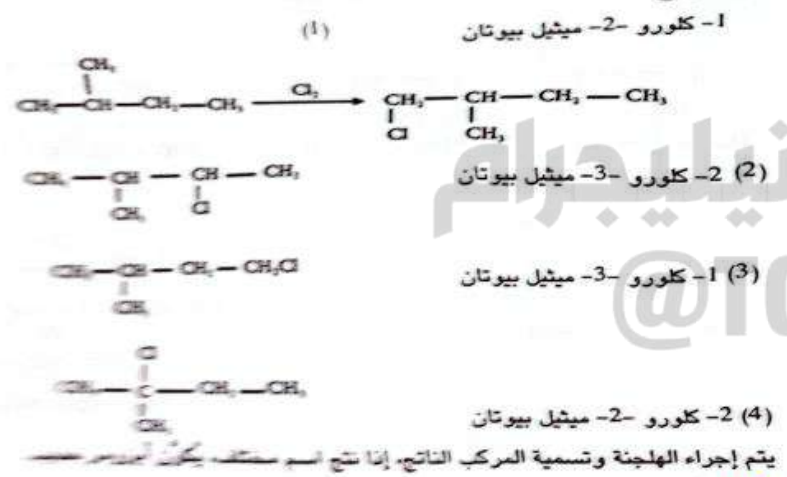 1- كلورو -2- ميثيل بيوتان
(1)
CH₃
CH₃—CH—CH₂—CH₃ Cl₂ CH₂—CH—CH₂—CH₃
Cl CH₃
(2) 2- كلورو -3- ميثيل بيوتان
CH₃—CH—CH—CH₃
CH₃ Cl
(3) 1- كلورو -3- ميثيل بيوتان
CH₃—CH—CH₂—CH₂Cl
CH₃
(4) 2- كلورو -2- ميثيل بيوتان
Cl
CH₃—C—CH₂—CH₃
CH₃
يتم إجراء الهلجنة وتسمية المركب الناتج، إذا نتج اسم مختلف، يكون
نيليجرام
@TC